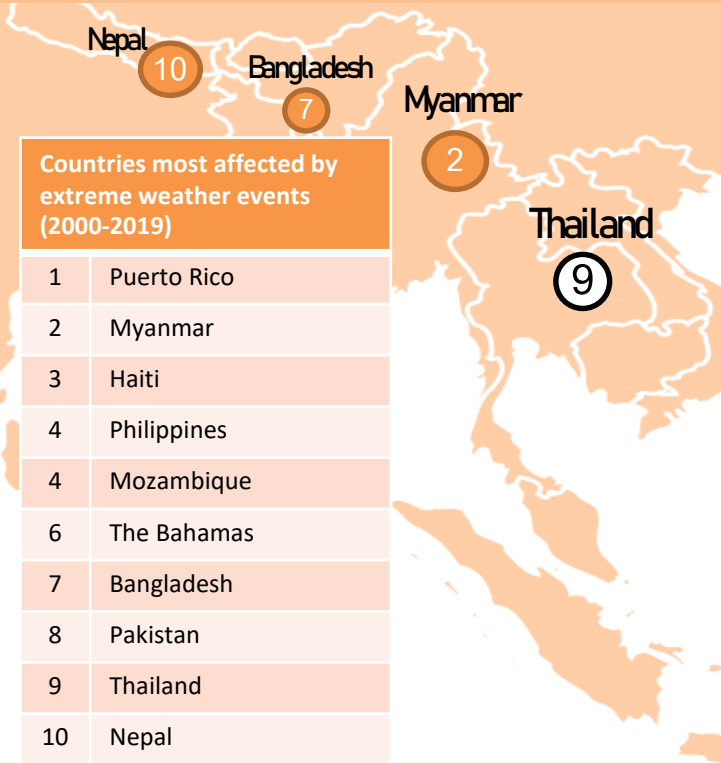 Nepal
10
Bangladesh
7
Myanmar
2
Thailand
9
Countries most affected by
extreme weather events
(2000-2019)
1 Puerto Rico
2 Myanmar
3 Haiti
4 Philippines
4 Mozambique
6 The Bahamas
7 Bangladesh
8 Pakistan
9 Thailand
10 Nepal